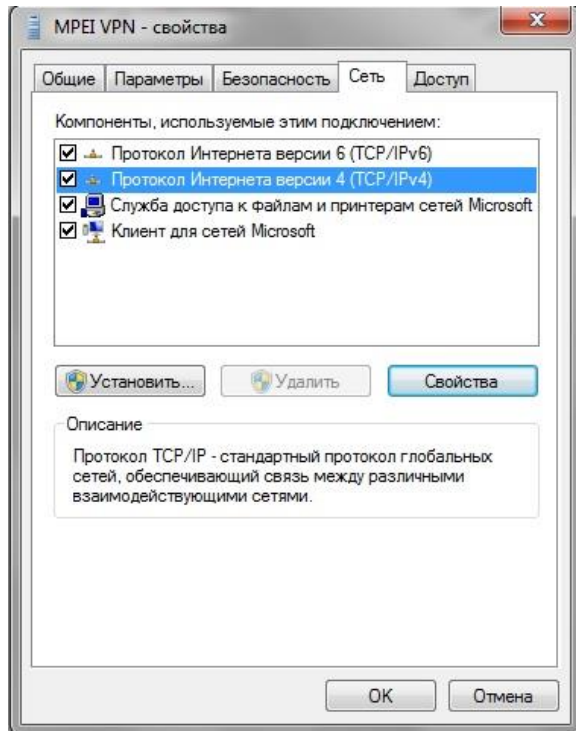 MPEI VPN - свойства
Общие Параметры Безопасность Сеть Доступ
Компоненты, используемые этим подключением:
Протокол Интернета версии 6 (TCP/IPv6)
Протокол Интернета версии 4 (TCP/IPv4)
Служба доступа к файлам и принтерам сетей Microsoft
Клиент для сетей Microsoft
Установить... Удалить Свойства
Описание
Протокол TCP/IP - стандартный протокол глобальных
сетей, обеспечивающий связь между различными
взаимодействующими сетями.
OK Отмена